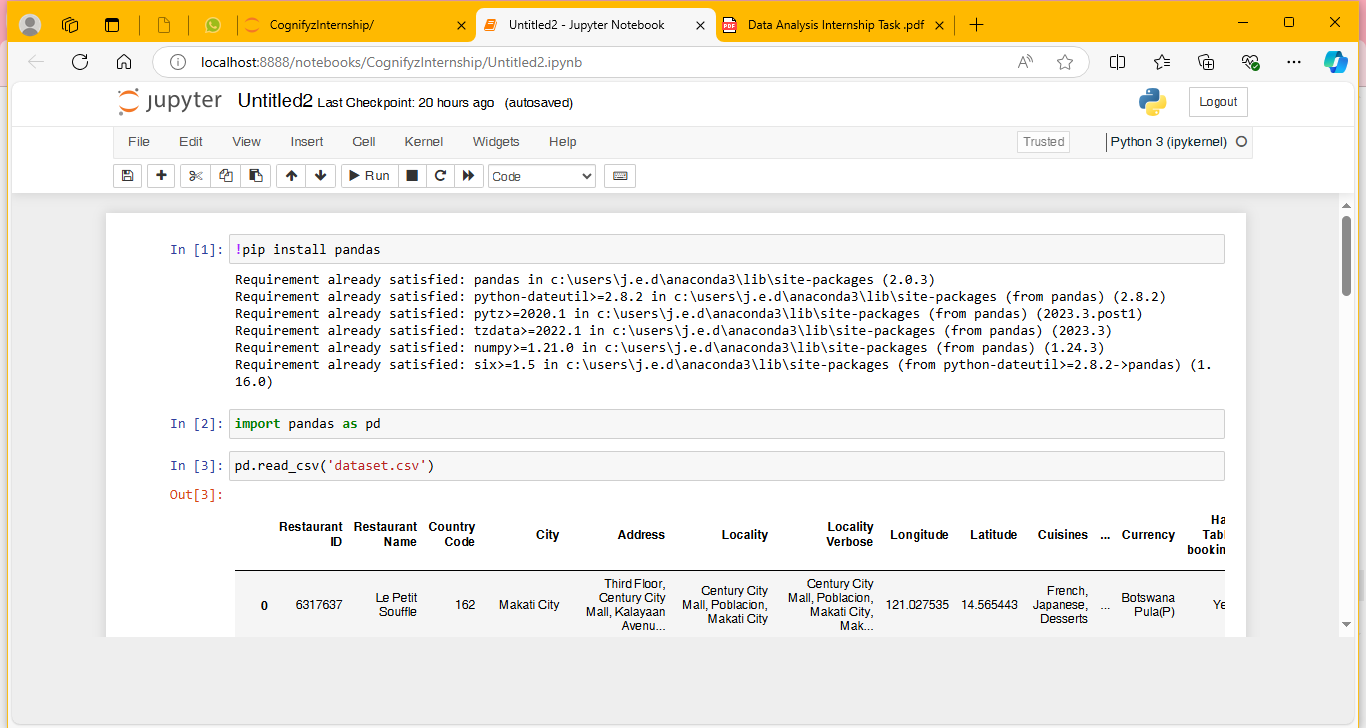 CognifyzInternship/
Untitled2 - Jupyter Notebook
PDF
Data Analysis Internship Task .pdf
localhost:8888/notebooks/CognifyzInternship/Untitled2.ipynb
jupyter Untitled2 Last Checkpoint: 20 hours ago (autosaved)
Logout
File Edit View Insert Cell Kernel Widgets Help
Trusted
Python 3 (ipykernel)
Run
Code
In [1]: !pip install pandas
Requirement already satisfied: pandas in c:\users\j.e.d\anaconda3\lib\site-packages (2.0.3)
Requirement already satisfied: python-dateutil>=2.8.2 in c:\users\j.e.d\anaconda3\lib\site-packages (from pandas) (2.8.2)
Requirement already satisfied: pytz>=2020.1 in c:\users\j.e.d\anaconda3\lib\site-packages (from pandas) (2023.3.post1)
Requirement already satisfied: tzdata>=2022.1 in c:\users\j.e.d\anaconda3\lib\site-packages (from pandas) (2023.3)
Requirement already satisfied: numpy>=1.21.0 in c:\users\j.e.d\anaconda3\lib\site-packages (from pandas) (1.24.3)
Requirement already satisfied: six>=1.5 in c:\users\j.e.d\anaconda3\lib\site-packages (from python-dateutil>=2.8.2->pandas) (1.
16.0)
In [2]: import pandas as pd
In [3]: pd.read_csv('dataset.csv')
Out[3]:
Restaurant ID
Restaurant Name
Country Code
City
Address
Locality
Locality Verbose
Longitude
Latitude
Cuisines
...
Currency
Ha
Tabl
bookin
0
6317637
Le Petit
Souffle
162
Makati City
Third Floor,
Century City
Mall, Kalayaan
Avenu...
Century City
Mall, Poblacion,
Makati City
Century City
Mall, Poblacion,
Makati City,
Mak...
121.027535
14.565443
French,
Japanese,
Desserts
...
Botswana
Pula(P)
Ye